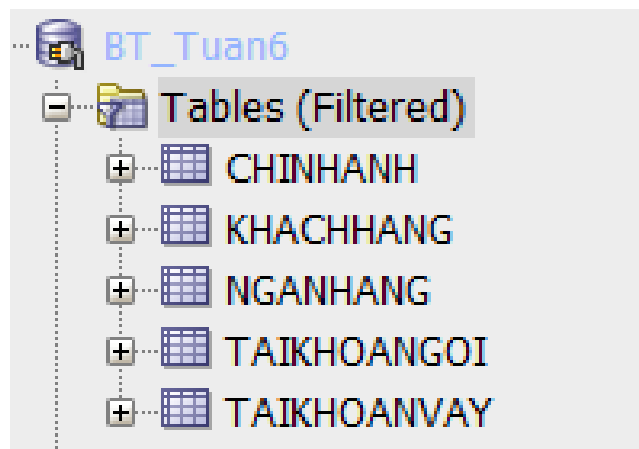 BT_Tuan6
Tables (Filtered)
CHINHANH
KHACHHANG
NGANHANG
TAIKHOANGOI
TAIKHOANVAY